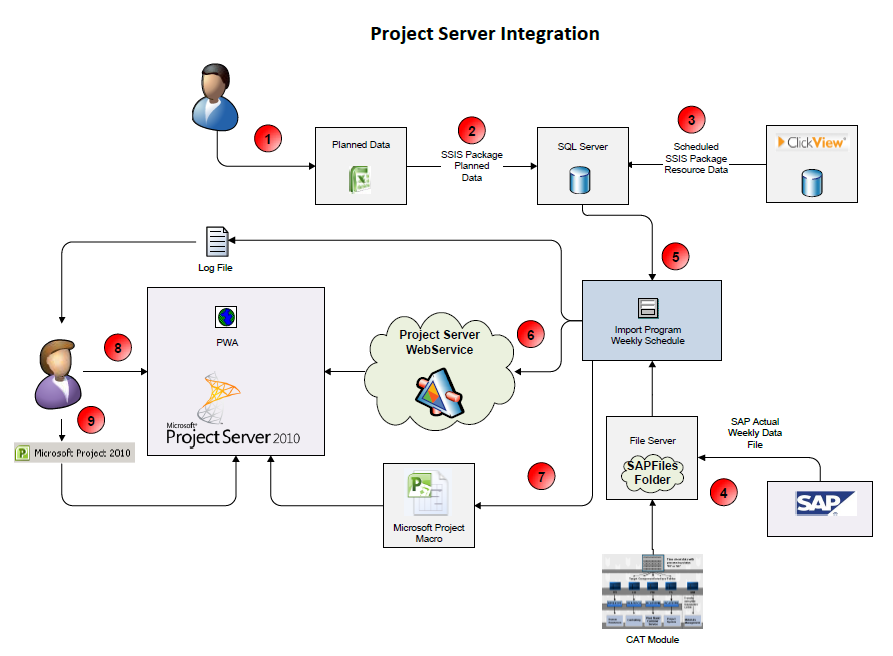 Project Server Integration
1
2
3
Planned Data
SSIS Package
Planned
Data
SQL Server
Scheduled
SSIS Package
Resource Data
ClickView
Log File
5
PWA
Microsoft
Project Server 2010
Project Server
WebService
6
Import Program
Weekly Schedule
8
9
Microsoft Project 2010
7
Microsoft Project
Macro
File Server
SAPFiles
Folder
SAP Actual
Weekly Data
File
4
SAP
CAT Module